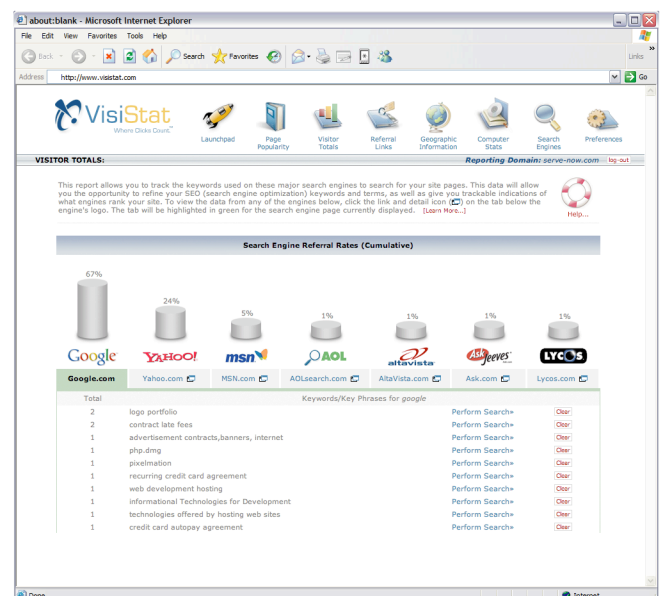 about:blank - Microsoft Internet Explorer
File Edit View Favorites Tools Help
Back Search Favorites Links
Address http://www.visistat.com Go
VisiStat
Where Clicks Count.™
Launchpad Page Popularity Visitor Totals Referral Links Geographic Information Computer Stats Search Engines Preferences
VISITOR TOTALS: Reporting Domain: serve-now.com log-out
This report allows you to track the keywords used on these major search engines to search for your site pages. This data will allow
you the opportunity to refine your SEO (search engine optimization) keywords and terms, as well as give you trackable indications of
what engines rank your site. To view the data from any of the engines below, click the link and detail icon ( ) on the tab below the
engine's logo. The tab will be highlighted in green for the search engine page currently displayed. [Learn More...]
Help...
Search Engine Referral Rates (Cumulative)
67% 24% 5% 1% 1% 1% 1%
Google YAHOO! msn AOL altavista Ask Jeeves LYCOS
Google.com Yahoo.com MSN.com AOLsearch.com AltaVista.com Ask.com Lycos.com
Total Keywords/Key Phrases for google
2 logo portfolio Perform Search» Clear
2 contract late fees Perform Search» Clear
1 advertisement contracts,banners, internet Perform Search» Clear
1 php.dmg Perform Search» Clear
1 pixelmation Perform Search» Clear
1 recurring credit card agreement Perform Search» Clear
1 web development hosting Perform Search» Clear
1 informational Technologies for Development Perform Search» Clear
1 technologies offered by hosting web sites Perform Search» Clear
1 credit card autopay agreement Perform Search» Clear
Done Internet